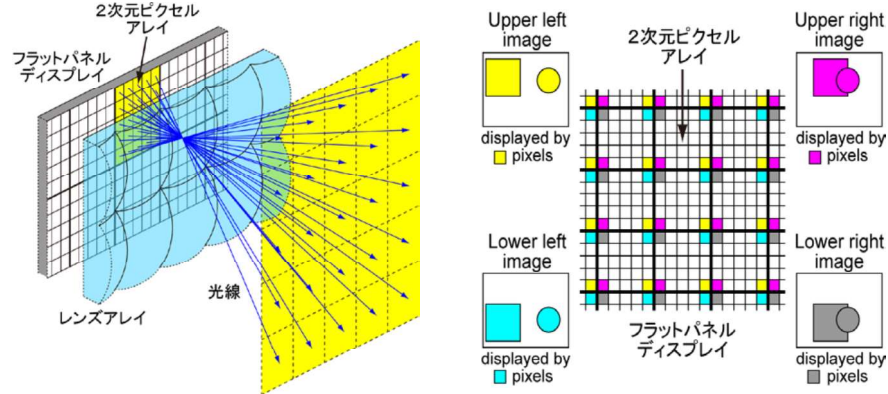 2次元ピクセル
アレイ
フラットパネル
ディスプレイ
光線
レンズアレイ
Upper left
image
displayed by
pixels
2次元ピクセル
アレイ
Upper right
image
displayed by
pixels
Lower left
image
displayed by
pixels
フラットパネル
ディスプレイ
Lower right
image
displayed by
pixels